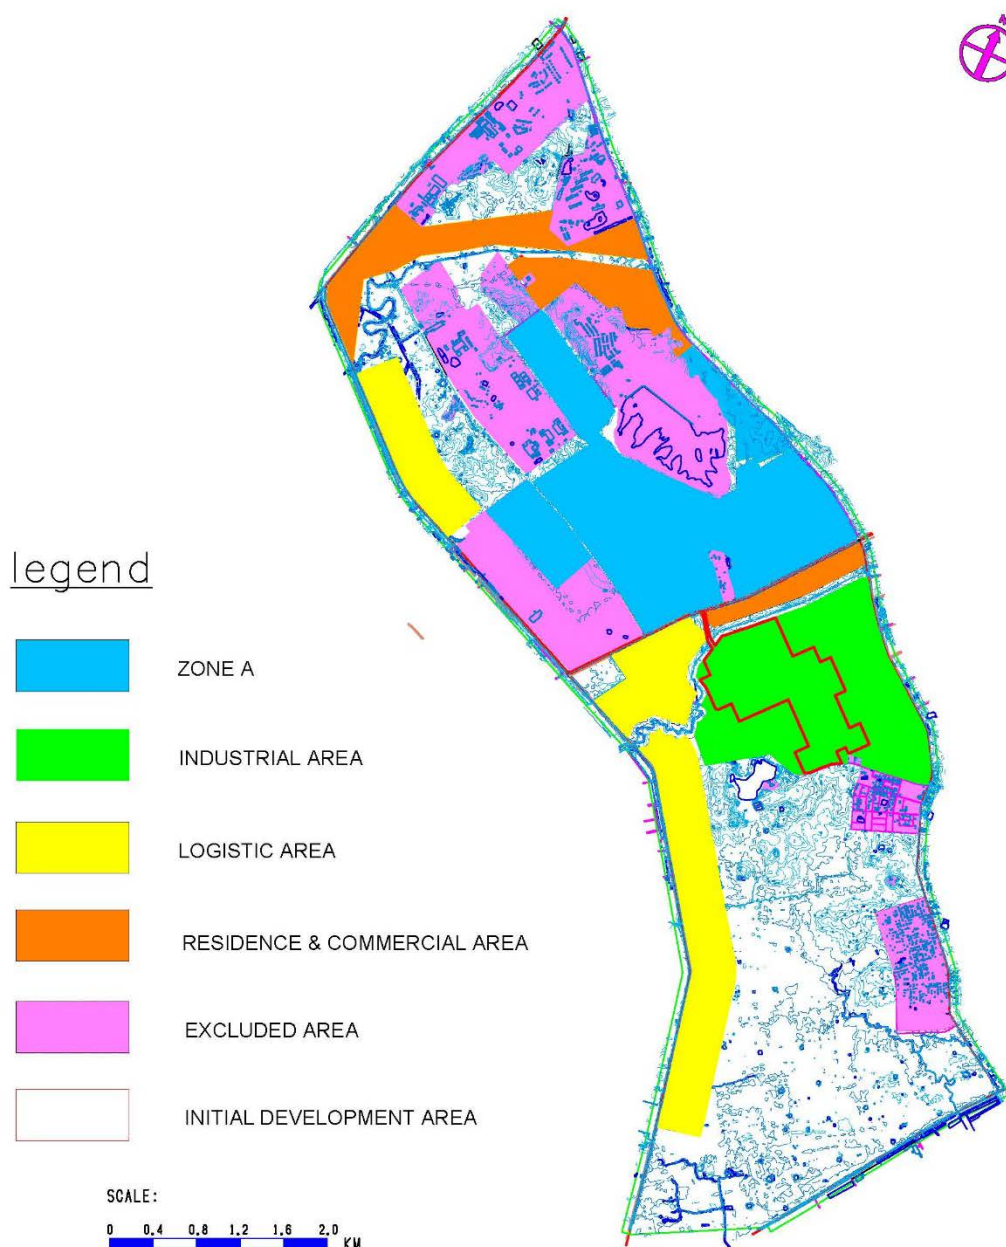 N
legend
ZONE A
INDUSTRIAL AREA
LOGISTIC AREA
RESIDENCE & COMMERCIAL AREA
EXCLUDED AREA
INITIAL DEVELOPMENT AREA
SCALE:
0 0.4 0.8 1.2 1.6 2.0
KM